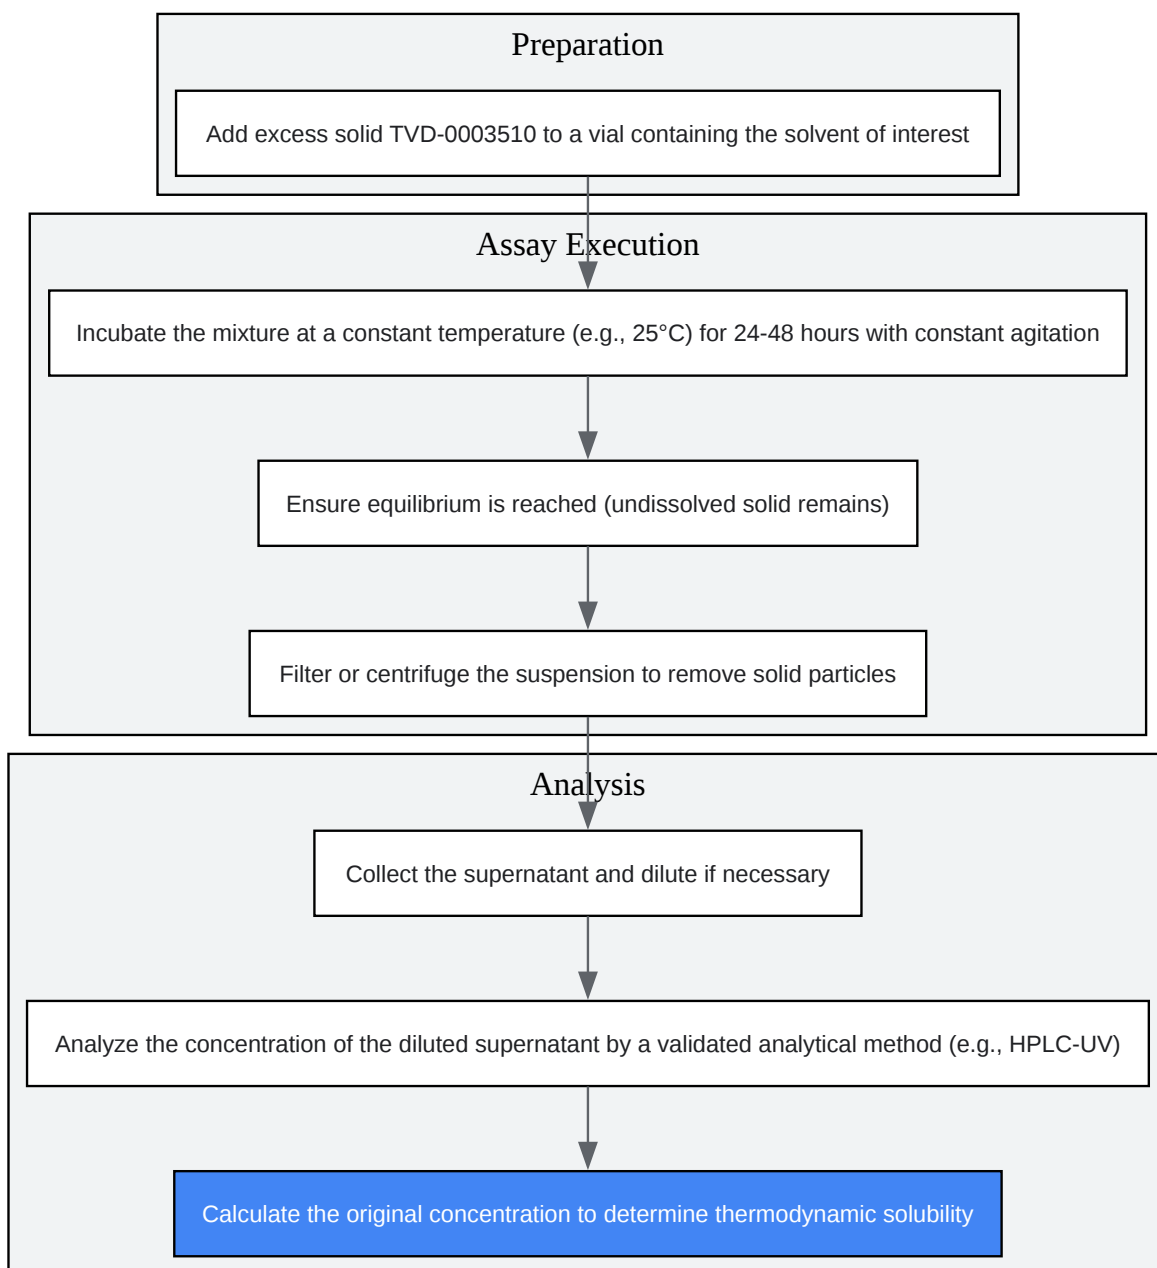 Preparation
Add excess solid TVD-0003510 to a vial containing the solvent of interest
Assay Execution
Incubate the mixture at a constant temperature (e.g., 25°C) for 24-48 hours with constant agitation
Ensure equilibrium is reached (undissolved solid remains)
Filter or centrifuge the suspension to remove solid particles
Analysis
Collect the supernatant and dilute if necessary
Analyze the concentration of the diluted supernatant by a validated analytical method (e.g., HPLC-UV)
Calculate the original concentration to determine thermodynamic solubility